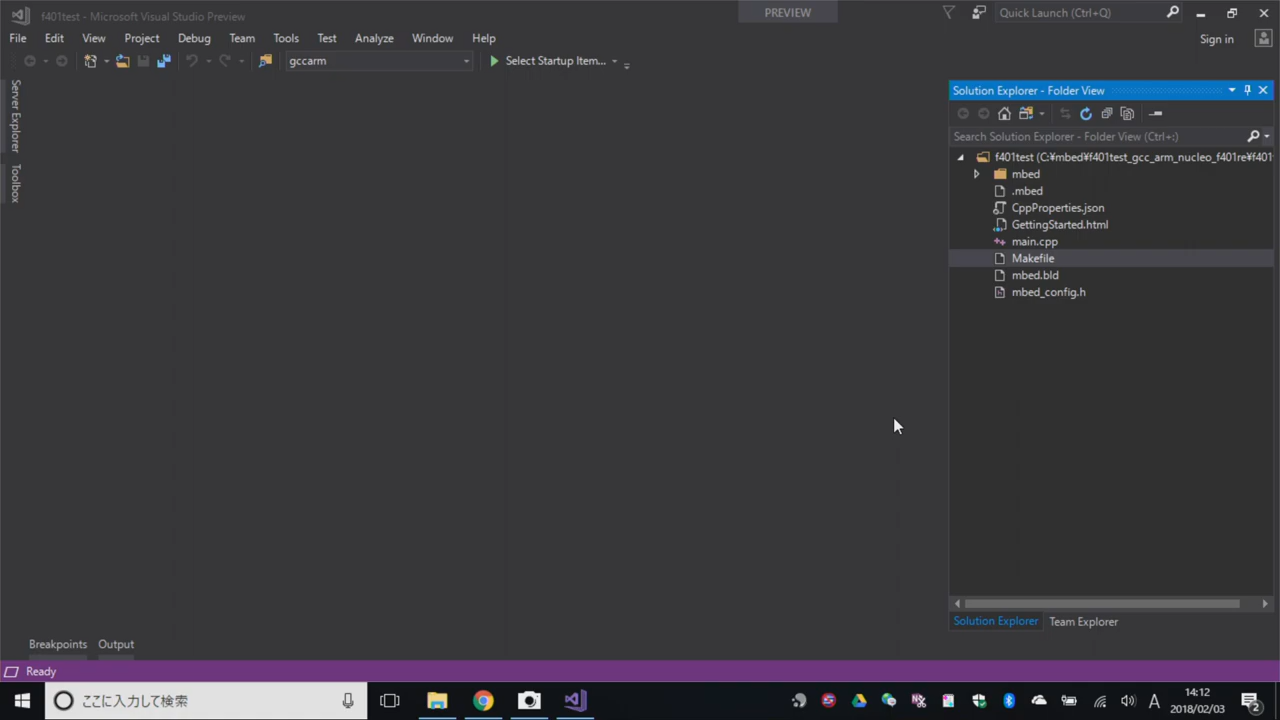 f401test - Microsoft Visual Studio Preview
PREVIEW
Quick Launch (Ctrl+Q)
File Edit View Project Debug Team Tools Test Analyze Window Help
Sign in
gccarm
Select Startup Item...
Server Explorer
Toolbox
Solution Explorer - Folder View
Search Solution Explorer - Folder View (Ctrl+:)
f401test (C:¥mbed¥f401test_gcc_arm_nucleo_f401re¥f401
mbed
.mbed
CppProperties.json
GettingStarted.html
main.cpp
Makefile
mbed.bld
mbed_config.h
Solution Explorer Team Explorer
Breakpoints Output
Ready
ここに入力して検索
A
14:12
2018/02/03
2